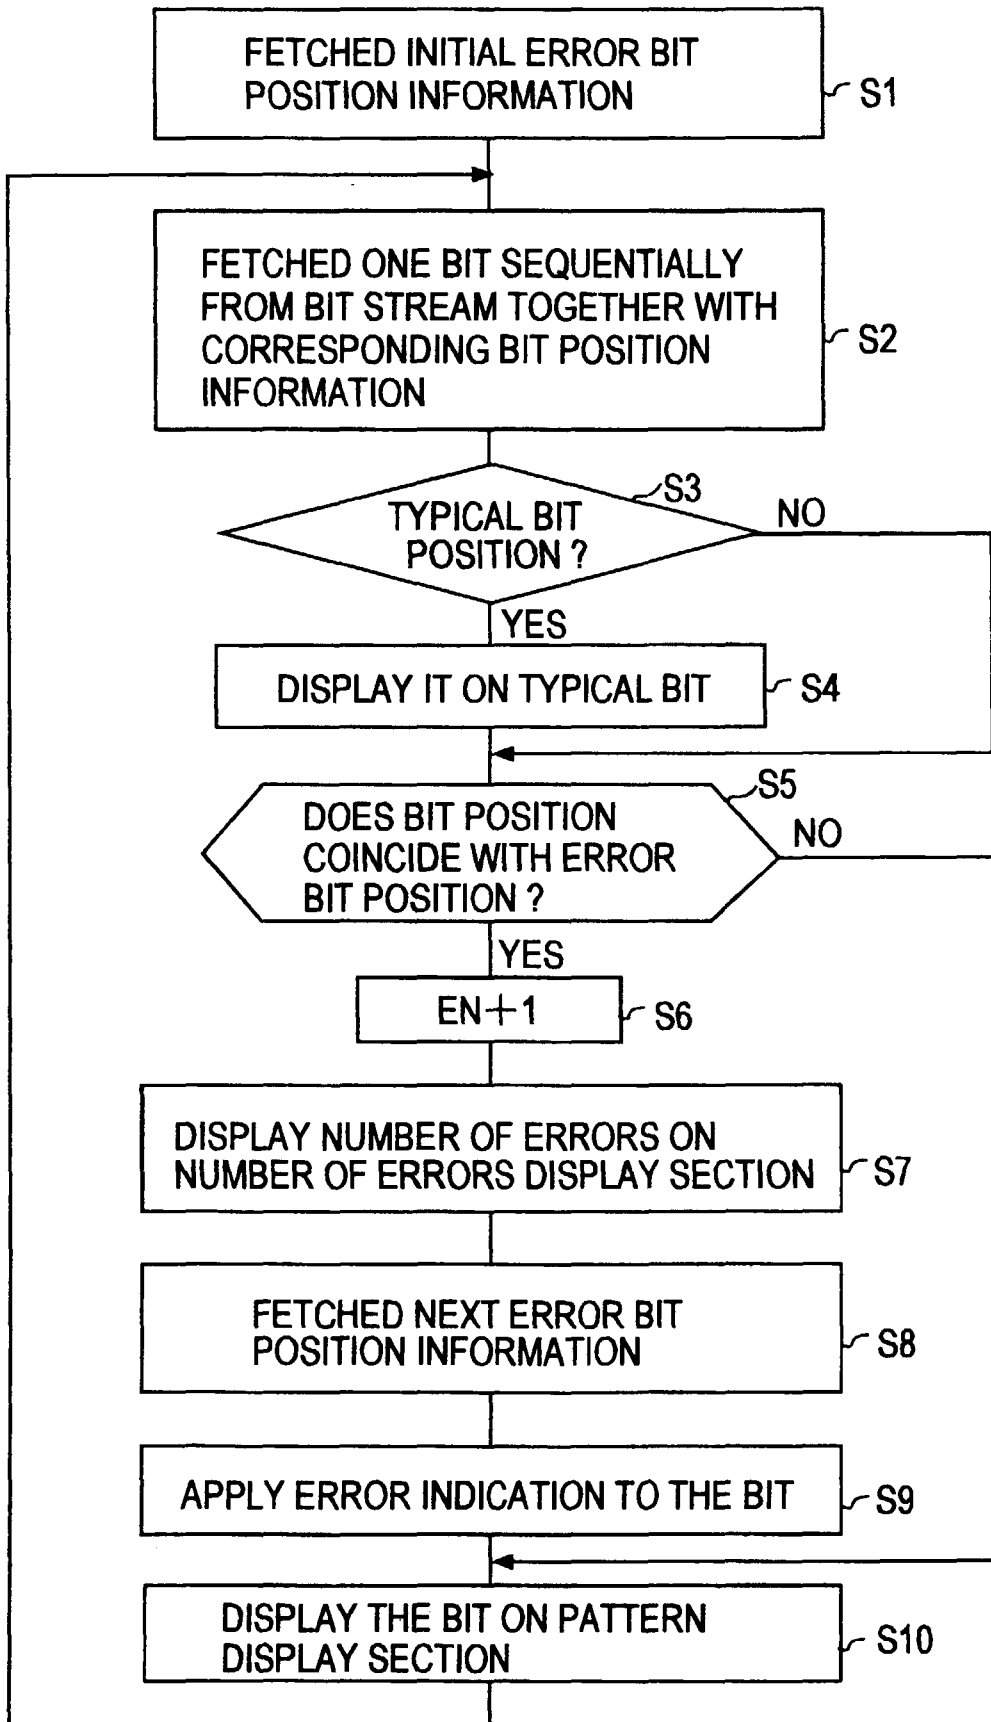 FETCHED INITIAL ERROR BIT
POSITION INFORMATION
S1
FETCHED ONE BIT SEQUENTIALLY
FROM BIT STREAM TOGETHER WITH
CORRESPONDING BIT POSITION
INFORMATION
S2
S3
TYPICAL BIT
POSITION ?
NO
YES
DISPLAY IT ON TYPICAL BIT
S4
S5
DOES BIT POSITION
COINCIDE WITH ERROR
BIT POSITION ?
NO
YES
EN+1
S6
DISPLAY NUMBER OF ERRORS ON
NUMBER OF ERRORS DISPLAY SECTION
S7
FETCHED NEXT ERROR BIT
POSITION INFORMATION
S8
APPLY ERROR INDICATION TO THE BIT
S9
DISPLAY THE BIT ON PATTERN
DISPLAY SECTION
S10